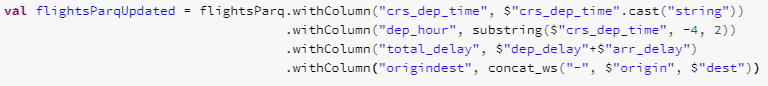 val flightsParqUpdated = flightsParq.withColumn("crs_dep_time", $"crs_dep_time".cast("string"))
.withColumn("dep_hour", substring($"crs_dep_time", -4, 2))
.withColumn("total_delay", $"dep_delay"+$"arr_delay")
.withColumn("origindest", concat_ws("-", $"origin", $"dest"))